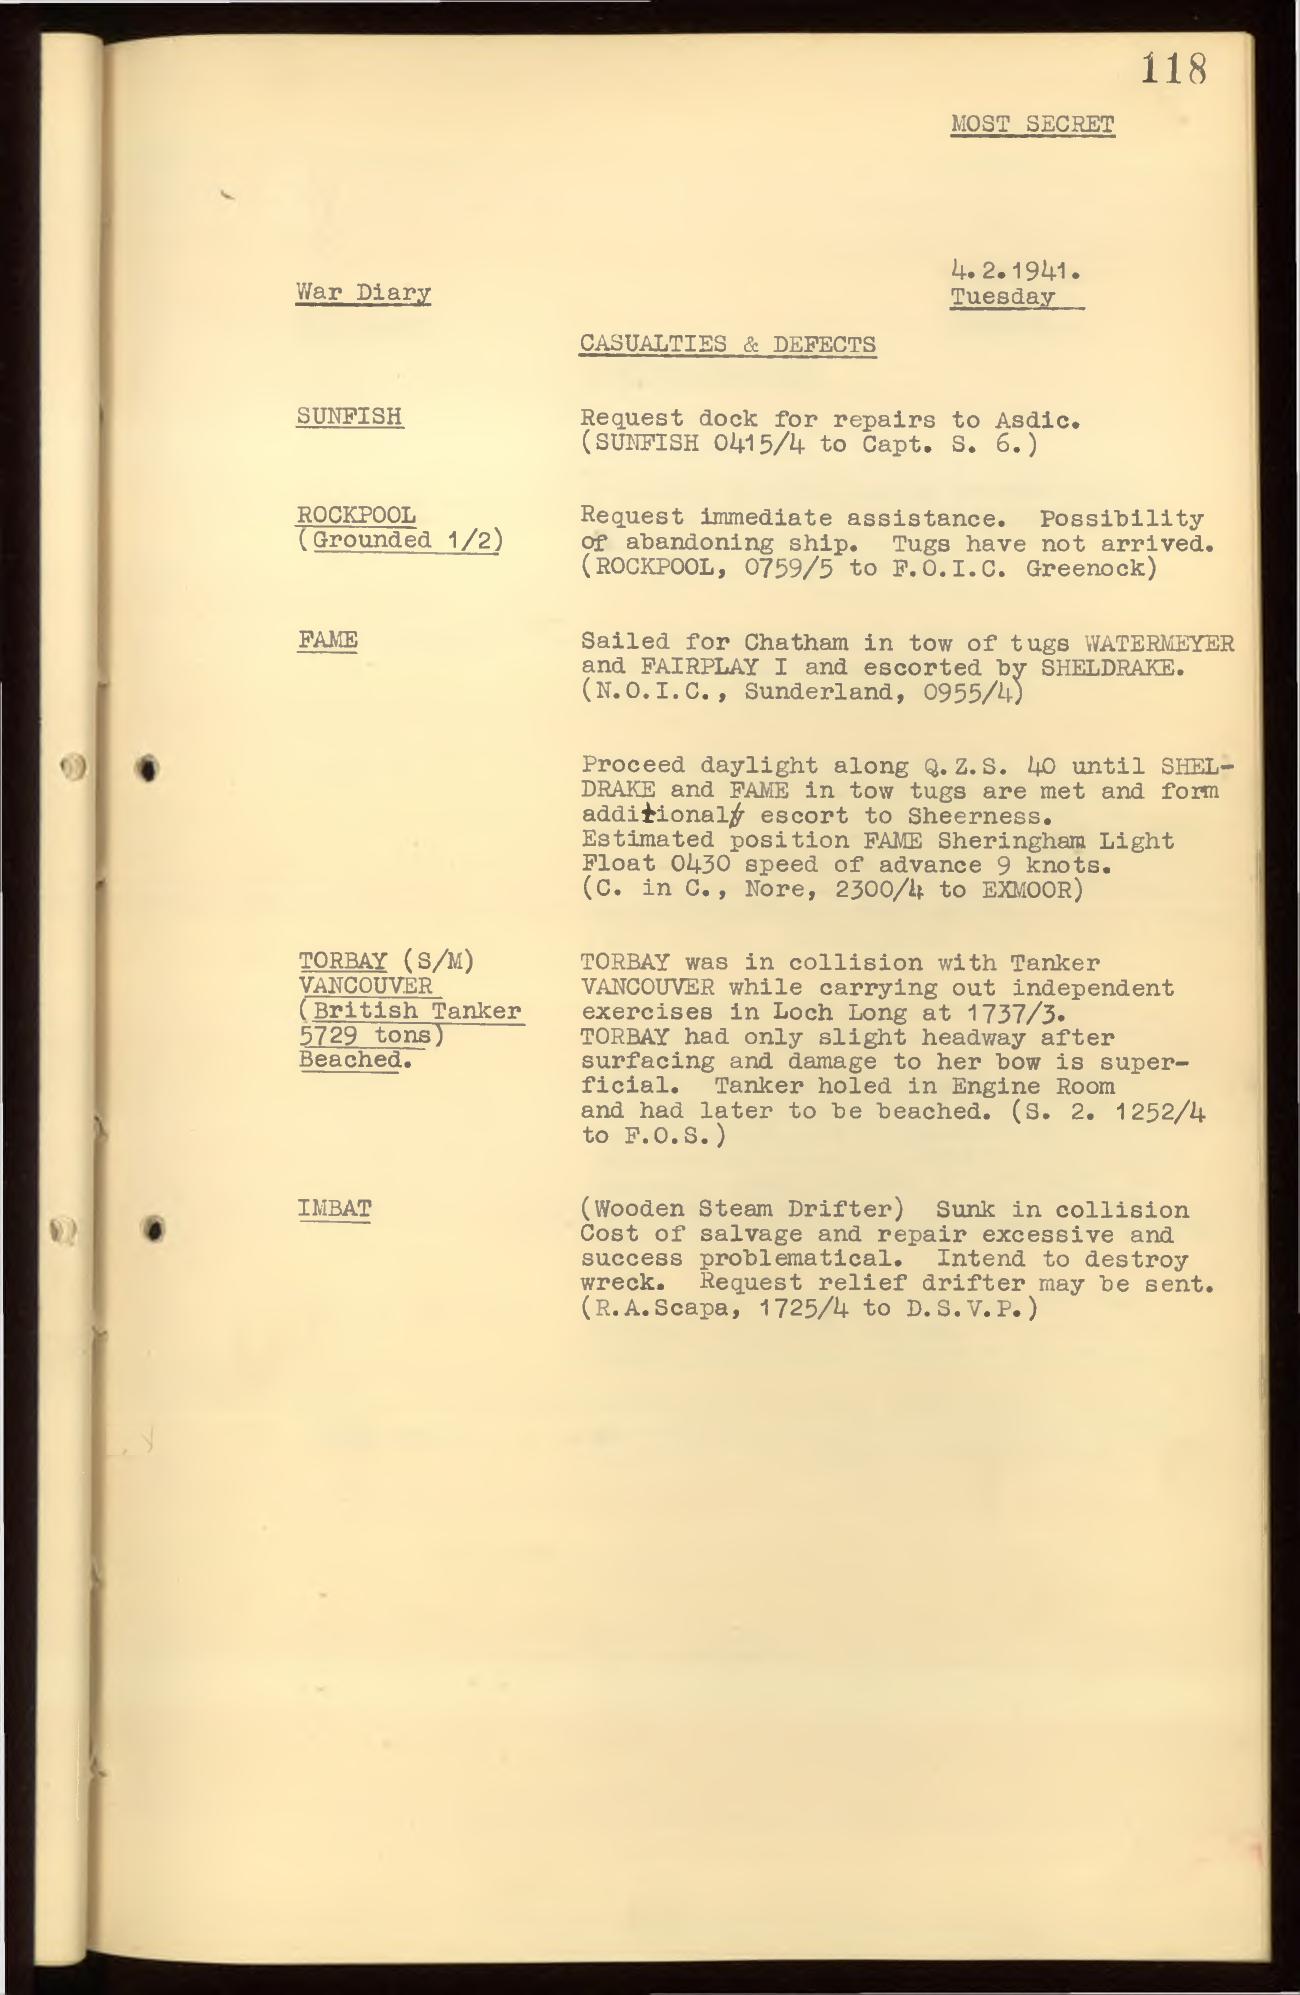 118
MOST SECRET
4.2.1941.
War Diary
Tuesday
CASUALTIES & DEFECTS
SUNFISH
Request dock for repairs to Asdic.
(SUNFISH 0415/4 to Capt. S. 6.)
ROCKPOOL
(Grounded 1/2)
Request immediate assistance. Possibility
of abandoning ship. Tugs have not arrived.
(ROCKPOOL, 0759/5 to F.O.I.C. Greenock)
FAME
Sailed for Chatham in tow of tugs WATERMEYER
and FAIRPLAY I and escorted by SHELDRAKE.
(N.O.I.C., Sunderland, 0955/4)
Proceed daylight along Q.Z.S. 40 until SHEL-
DRAKE and FAME in tow tugs are met and form
additional escort to Sheerness.
Estimated position FAME Sheringham Light
Float 0430 speed of advance 9 knots.
(C. in C., Nore, 2300/4 to EXMOOR)
TORBAY (S/M)
VANCOUVER
(British Tanker
5729 tons)
Beached.
TORBAY was in collision with Tanker
VANCOUVER while carrying out independent
exercises in Loch Long at 1737/3.
TORBAY had only slight headway after
surfacing and damage to her bow is super-
ficial. Tanker holed in Engine Room
and had later to be beached. (S. 2. 1252/4
to F.O.S.)
IMBAT
(Wooden Steam Drifter) Sunk in collision
Cost of salvage and repair excessive and
success problematical. Intend to destroy
wreck. Request relief drifter may be sent.
(R.A.Scapa, 1725/4 to D.S.V.P.)